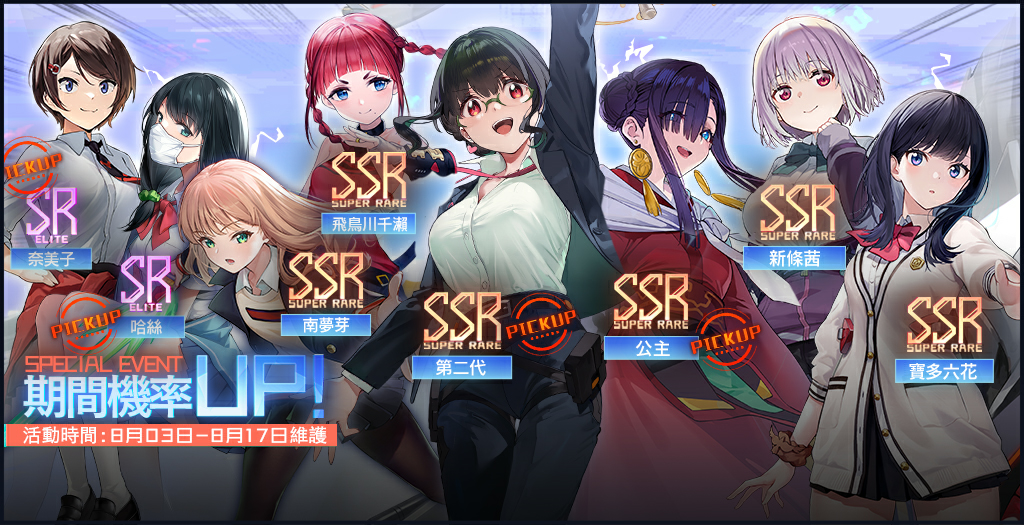 PICKUP
SR
ELITE
奈美子
SR
ELITE
PICKUP
哈絲
SSR
SUPER RARE
飛鳥川千瀨
SSR
SUPER RARE
南夢芽
SSR
SUPER RARE
PICKUP
第二代
SSR
SUPER RARE
PICKUP
公主
SSR
SUPER RARE
新條茜
SSR
SUPER RARE
寶多六花
SPECIAL EVENT
期間機率UP!
活動時間:8月03日-8月17日維護